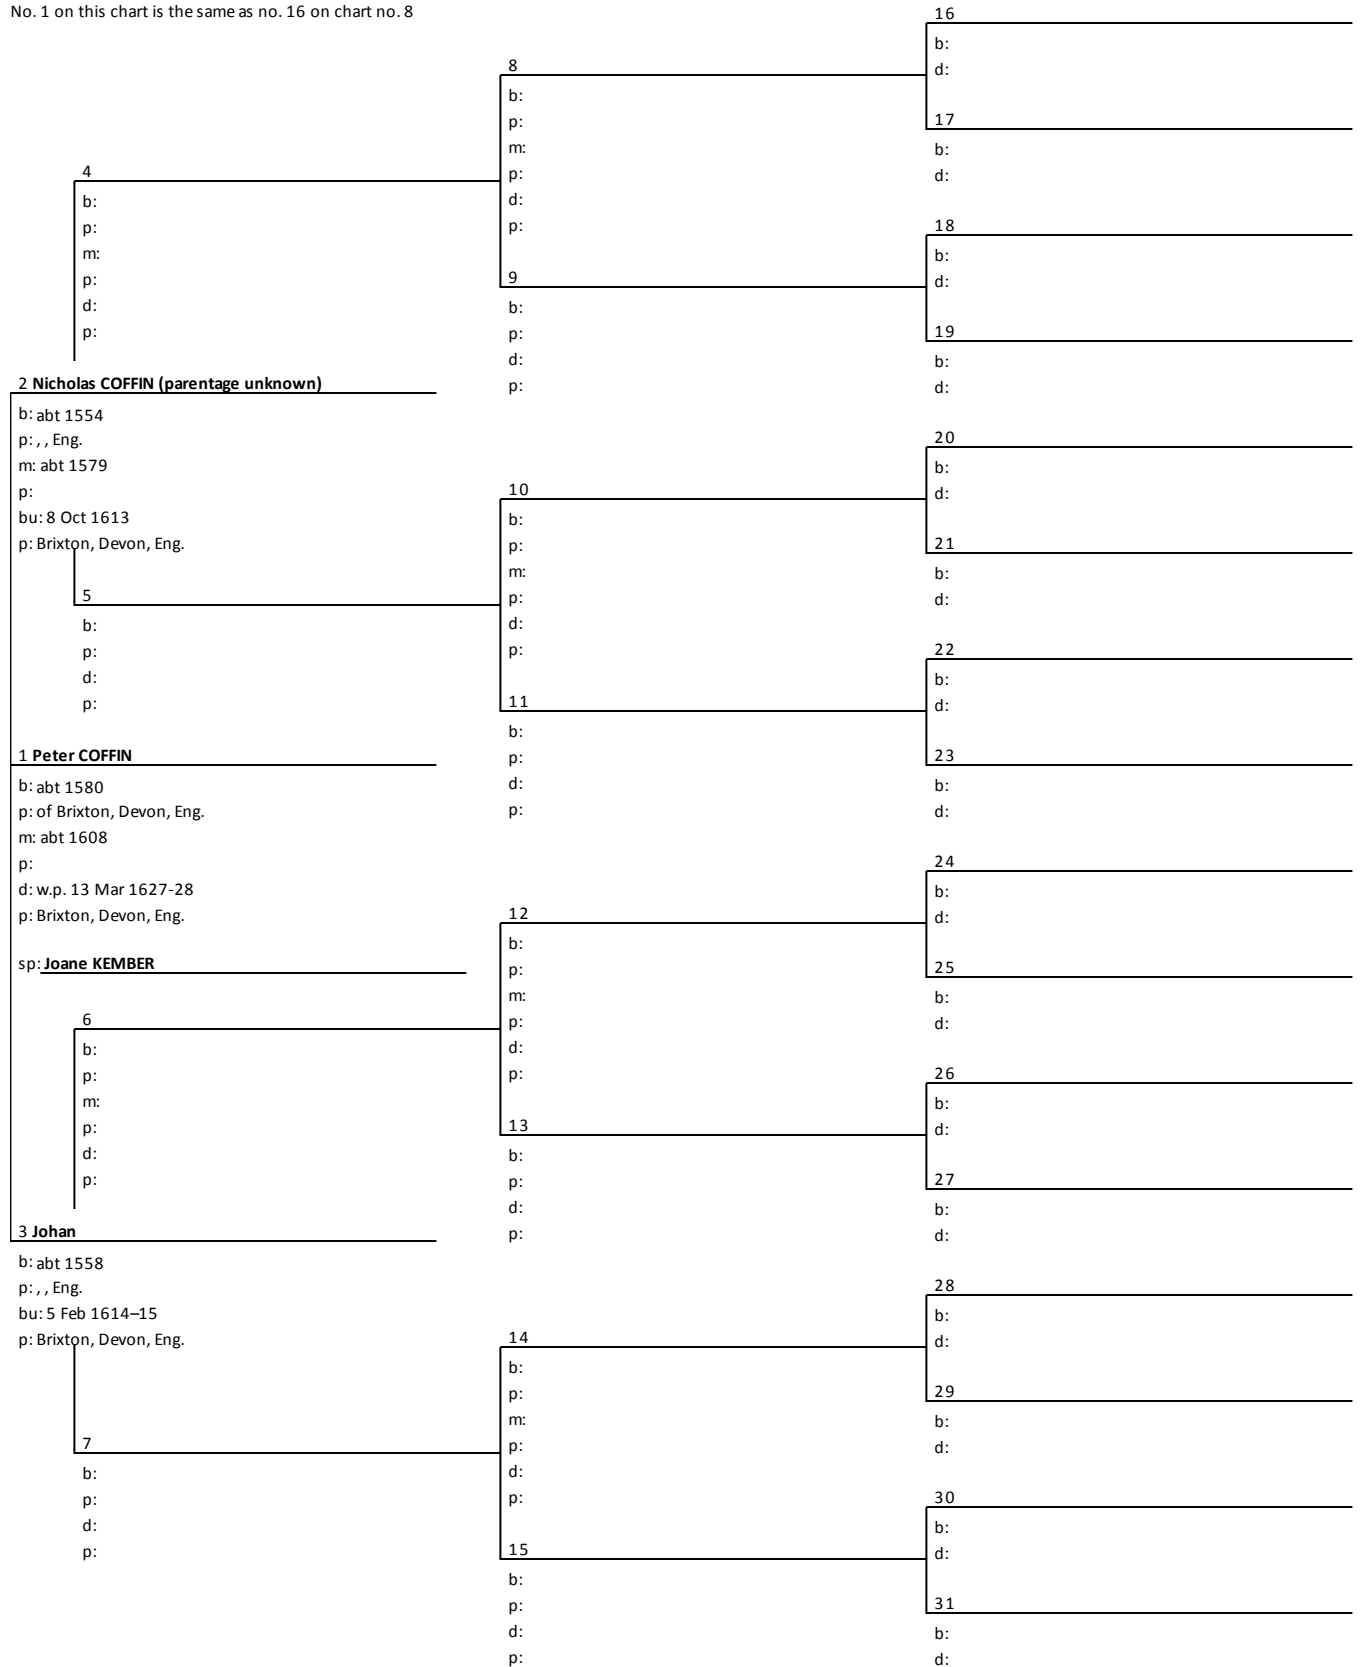 No. 1 on this chart is the same as no. 16 on chart no. 8
4
b:
p:
m:
p:
d:
p:
2 Nicholas COFFIN (parentage unknown)
b: abt 1554
p: , , Eng.
m: abt 1579
p:
bu: 8 Oct 1613
p: Brixton, Devon, Eng.
5
b:
p:
d:
p:
1 Peter COFFIN
b: abt 1580
p: of Brixton, Devon, Eng.
m: abt 1608
p:
d: w.p. 13 Mar 1627-28
p: Brixton, Devon, Eng.
sp: Joane KEMBER
6
b:
p:
m:
p:
d:
p:
3 Johan
b: abt 1558
p: , , Eng.
bu: 5 Feb 1614–15
p: Brixton, Devon, Eng.
7
b:
p:
d:
p:
8
b:
p:
m:
p:
d:
p:
9
b:
p:
d:
p:
10
b:
p:
m:
p:
d:
p:
11
b:
p:
d:
p:
12
b:
p:
m:
p:
d:
p:
13
b:
p:
d:
p:
14
b:
p:
m:
p:
d:
p:
15
b:
p:
d:
p:
16
b:
d:
17
b:
d:
18
b:
d:
19
b:
d:
20
b:
d:
21
b:
d:
22
b:
d:
23
b:
d:
24
b:
d:
25
b:
d:
26
b:
d:
27
b:
d:
28
b:
d:
29
b:
d:
30
b:
d:
31
b:
d: